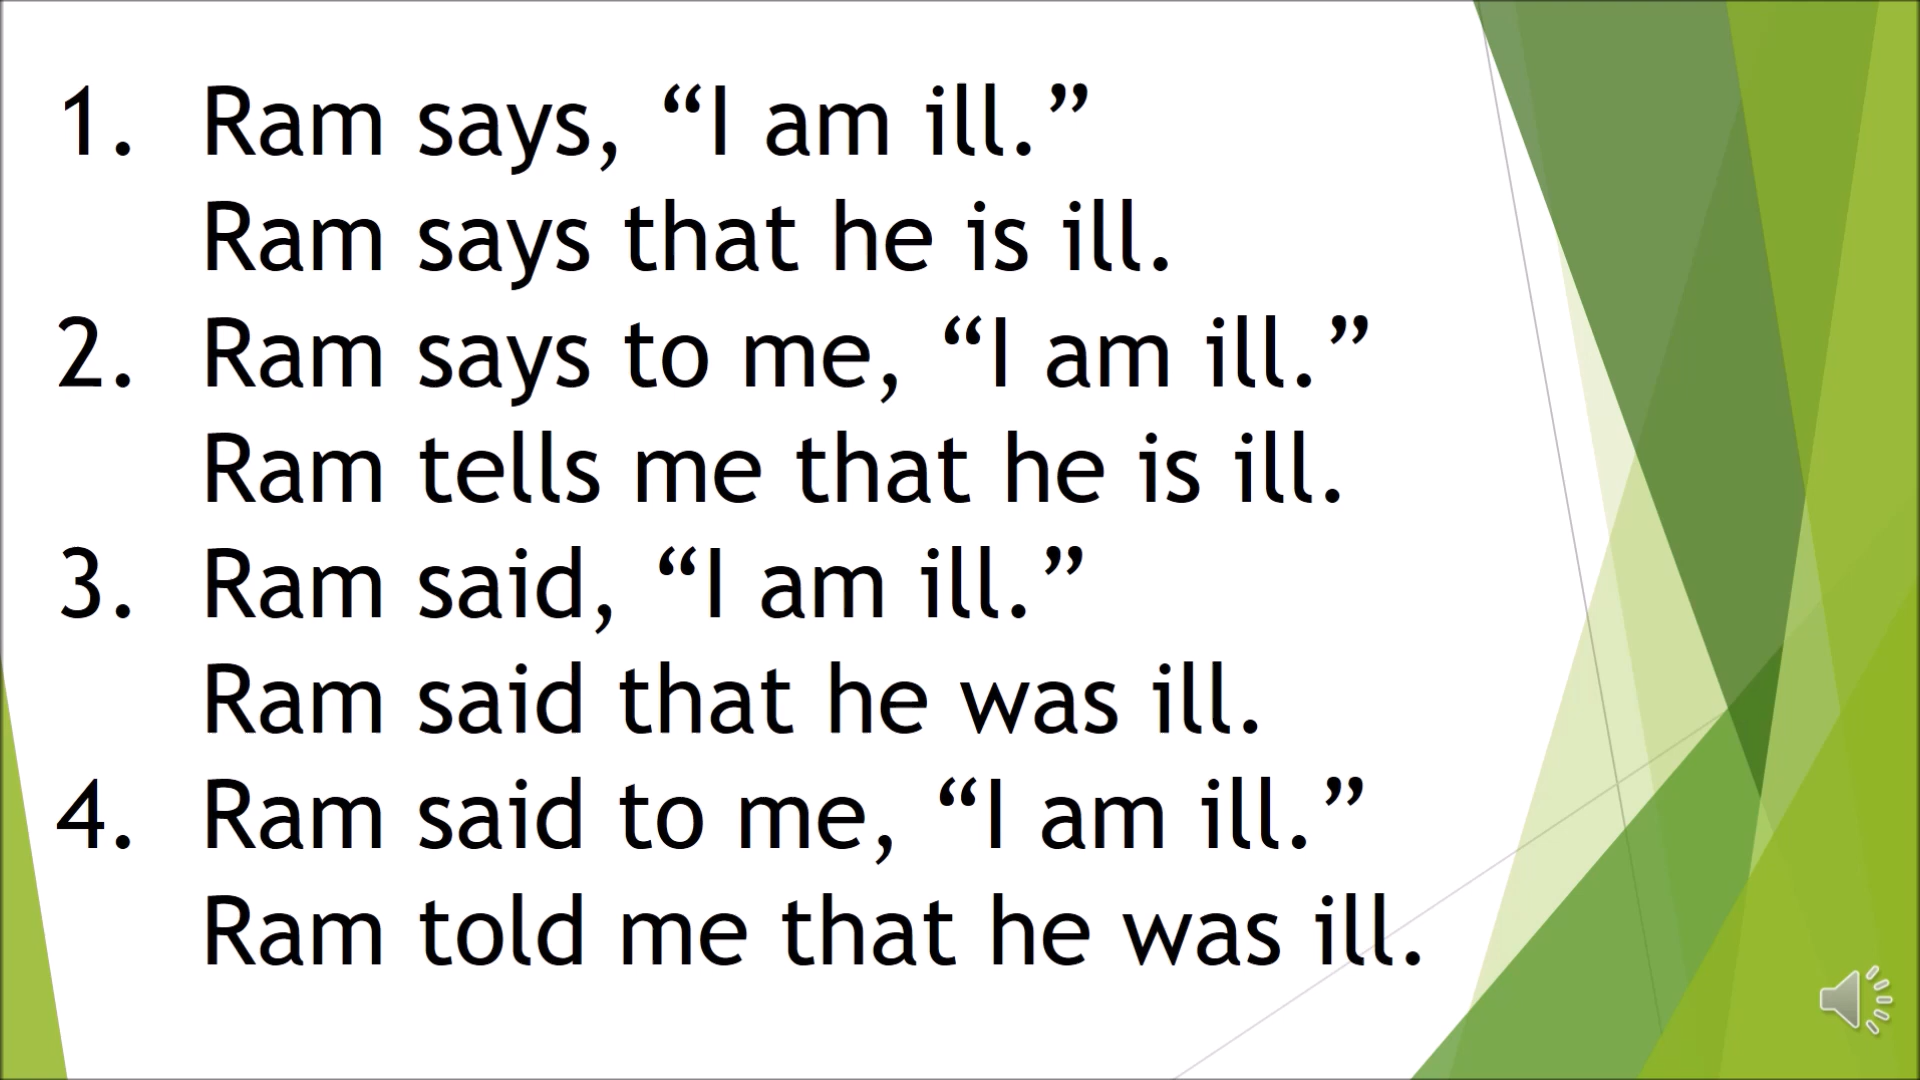 1. Ram says, “I am ill.”
Ram says that he is ill.
2. Ram says to me, “I am ill.”
Ram tells me that he is ill.
3. Ram said, “I am ill.”
Ram said that he was ill.
4. Ram said to me, “I am ill.”
Ram told me that he was ill.